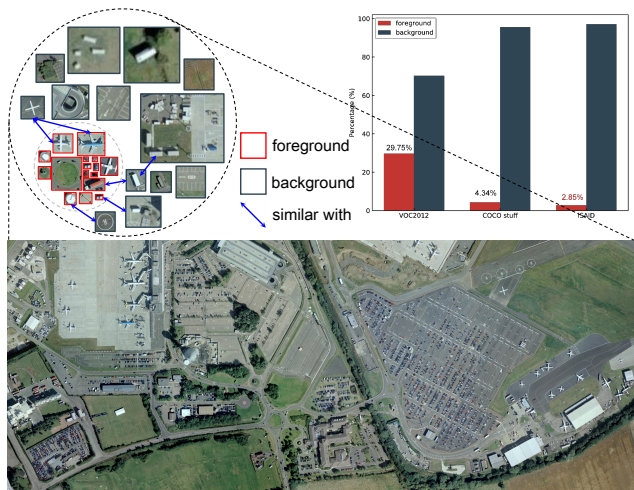 foreground
background
similar with
foreground
background
100
80
60
40
20
0
Percentage (%)
29.75%
4.34%
2.85%
VOC2012
COCO stuff
iSAID